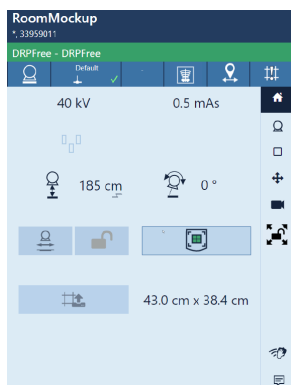 RoomMockup
*, 33959011
DRPFree - DRPFree
Default
40 kV
0.5 mAs
185 cm
0 °
43.0 cm x 38.4 cm